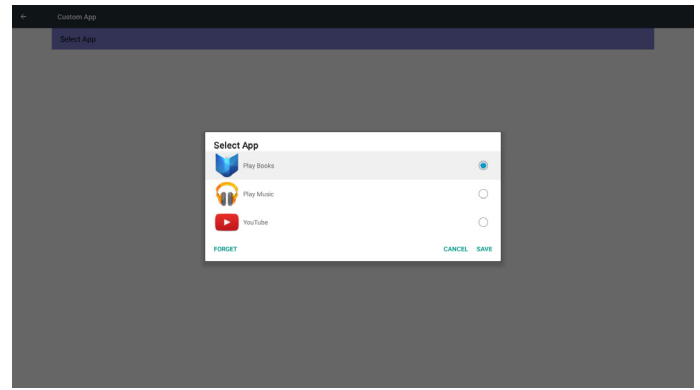 Custom App
Select App
Select App
Play Books
Play Music
YouTube
FORGET CANCEL SAVE